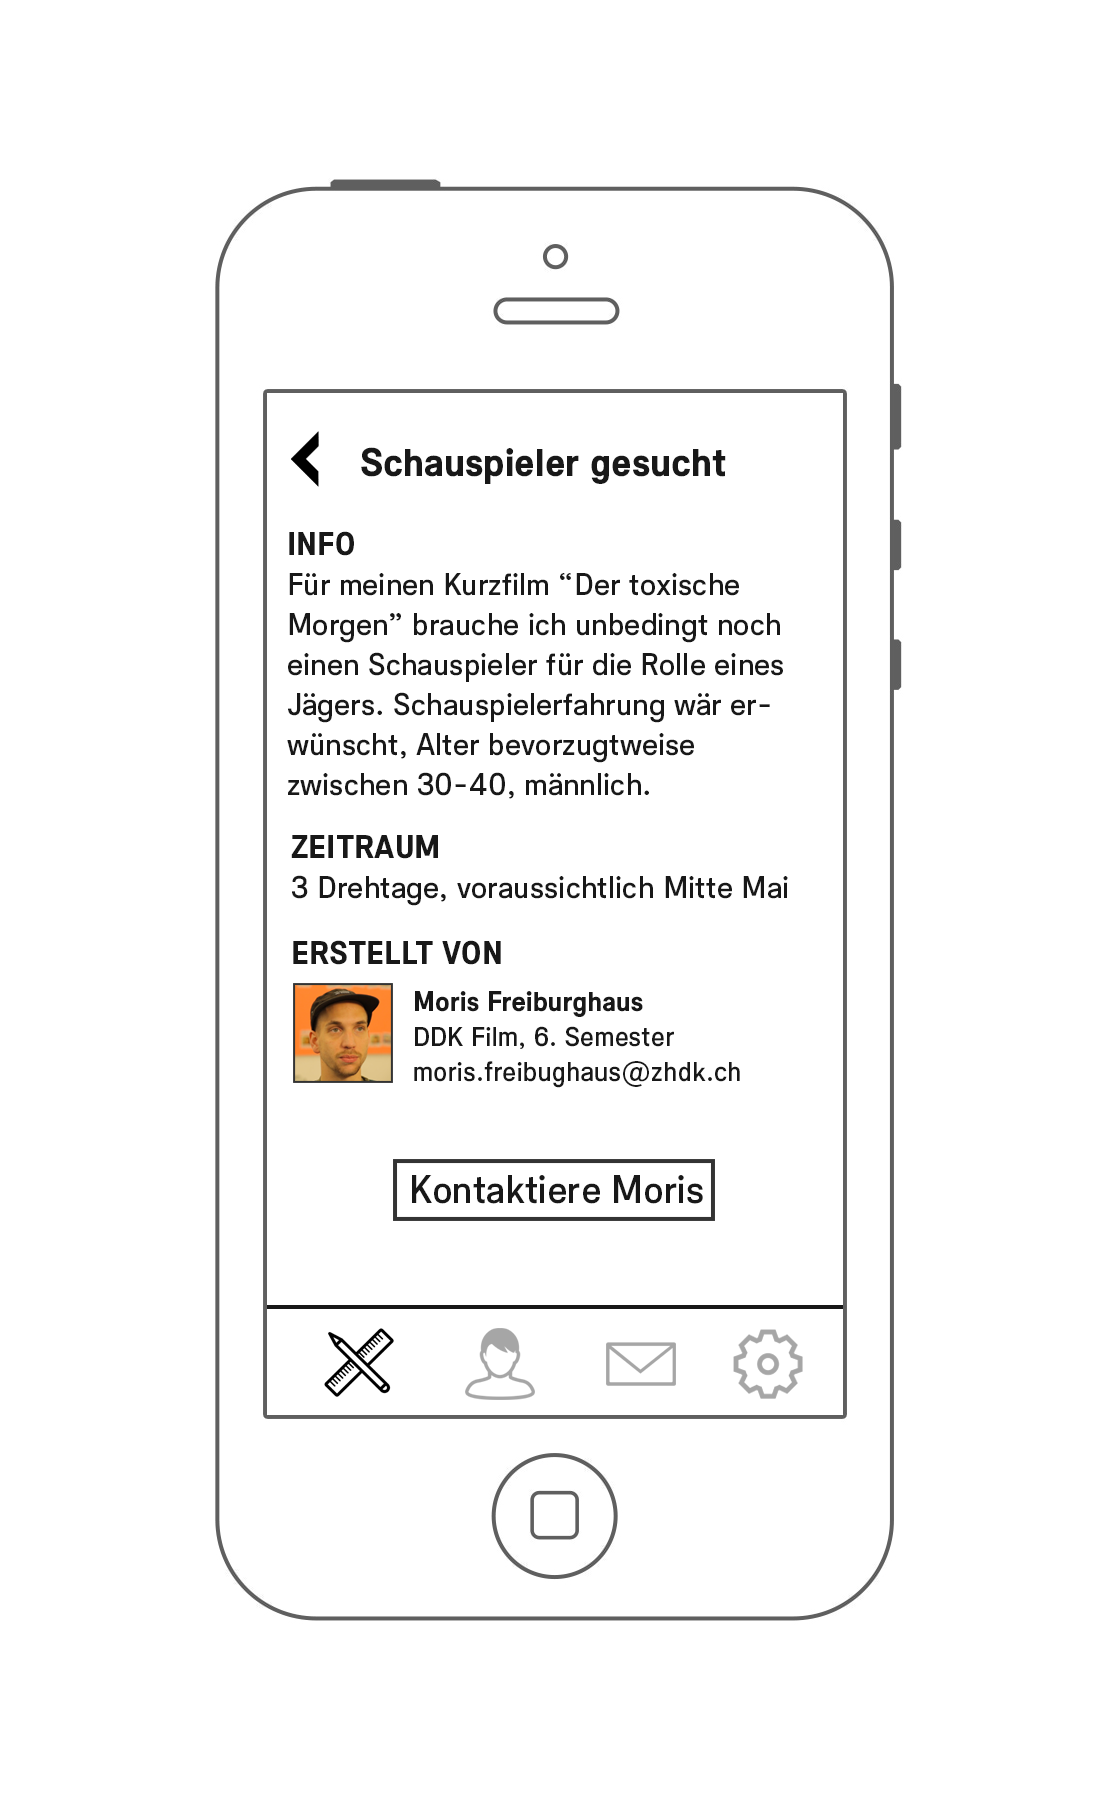 Schauspieler gesucht
INFO
Für meinen Kurzfilm “Der toxische
Morgen” brauche ich unbedingt noch
einen Schauspieler für die Rolle eines
Jägers. Schauspielerfahrung wär er-
wünscht, Alter bevorzugtweise
zwischen 30-40, männlich.
ZEITRAUM
3 Drehtage, voraussichtlich Mitte Mai
ERSTELLT VON
Moris Freiburghaus
DDK Film, 6. Semester
moris.freibughaus@zhdk.ch
Kontaktiere Moris